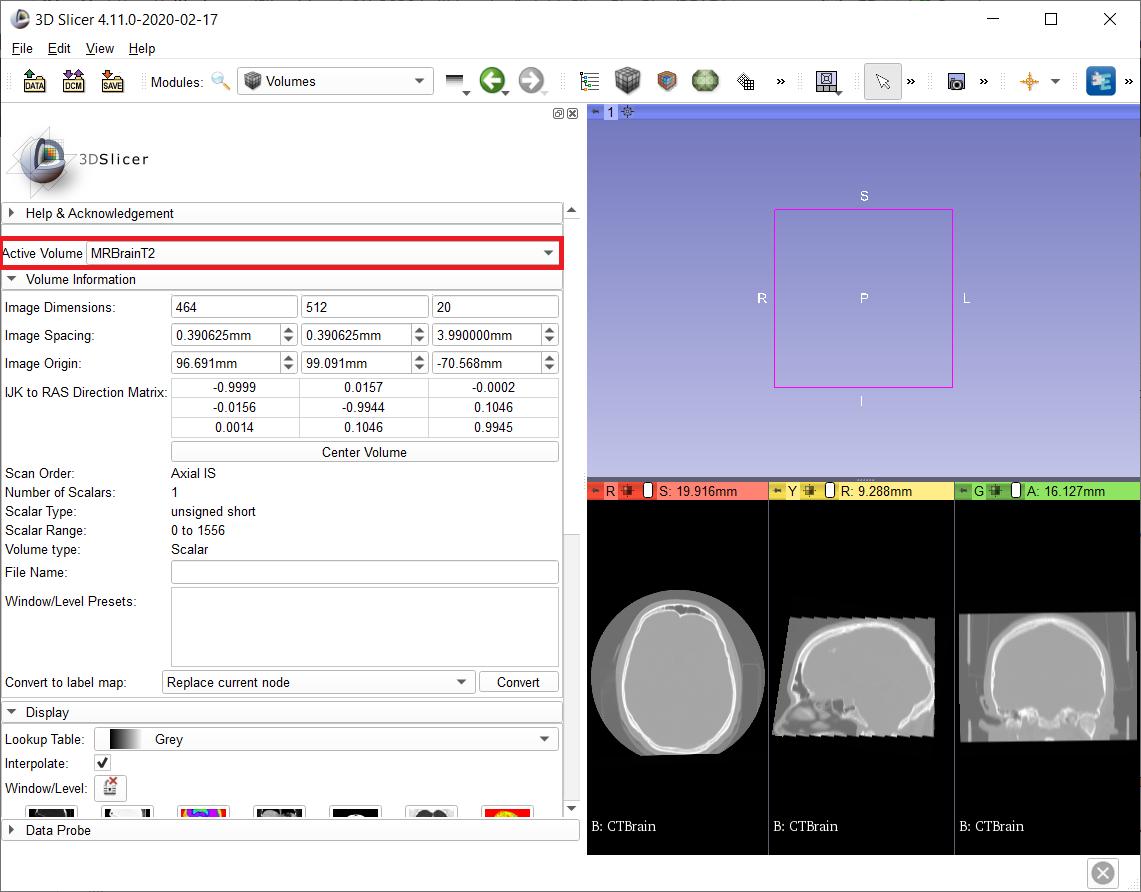 3D Slicer 4.11.0-2020-02-17
File Edit View Help
DATA DCM SAVE Modules: Volumes
3DSlicer
Help & Acknowledgement
Active Volume MRBrainT2
Volume Information
Image Dimensions: 464 512 20
Image Spacing: 0.390625mm 0.390625mm 3.990000mm
Image Origin: 96.691mm 99.091mm -70.568mm
IJK to RAS Direction Matrix: -0.9999 0.0157 -0.0002
-0.0156 -0.9944 0.1046
0.0014 0.1046 0.9945
Center Volume
Scan Order: Axial IS
Number of Scalars: 1
Scalar Type: unsigned short
Scalar Range: 0 to 1556
Volume type: Scalar
File Name:
Window/Level Presets:
Convert to label map: Replace current node Convert
Display
Lookup Table: Grey
Interpolate:
Window/Level:
Data Probe
1
S
R P L
I
R S: 19.916mm Y R: 9.288mm G A: 16.127mm
B: CTBrain B: CTBrain B: CTBrain